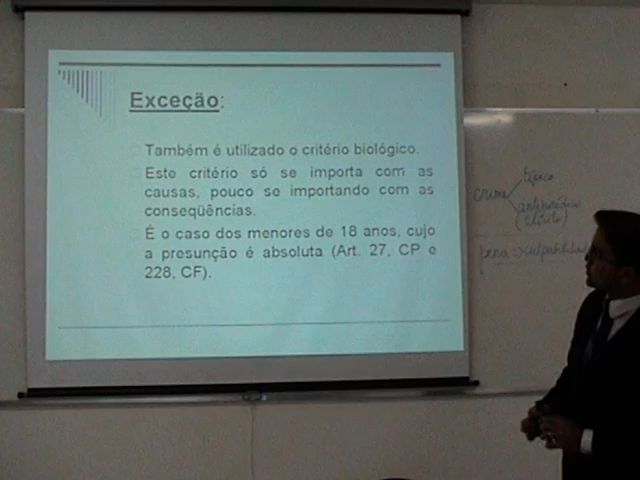 Exceção:
Também é utilizado o critério biológico.
Este critério só se importa com as
causas, pouco se importando com as
conseqüências.
É o caso dos menores de 18 anos, cujo
a presunção é absoluta (Art. 27, CP e
228, CF).
crime
típico
(ilícito)
pena